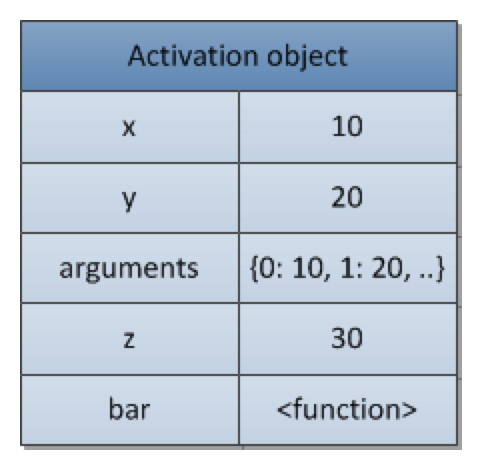 Activation object
x 10
y 20
arguments {0: 10, 1: 20, ..}
z 30
bar <function>